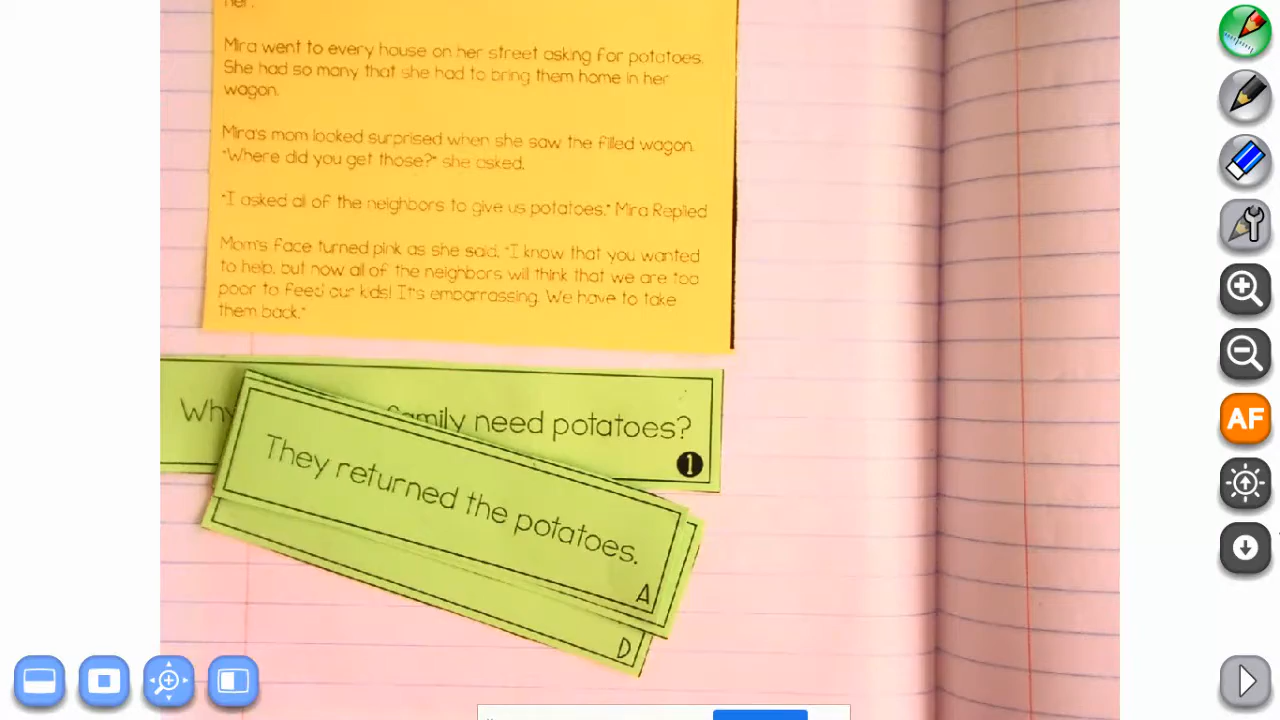 her.
Mira went to every house on her street asking for potatoes.
She had so many that she had to bring them home in her
wagon.
Mira's mom looked surprised when she saw the filled wagon.
"Where did you get those?" she asked.
"I asked all of the neighbors to give us potatoes." Mira Replied
Mom's face turned pink as she said, "I know that you wanted
to help, but now all of the neighbors will think that we are too
poor to feed our kids! It's embarrassing. We have to take
them back."
Why family need potatoes?
1
They returned the potatoes.
A
D
AF